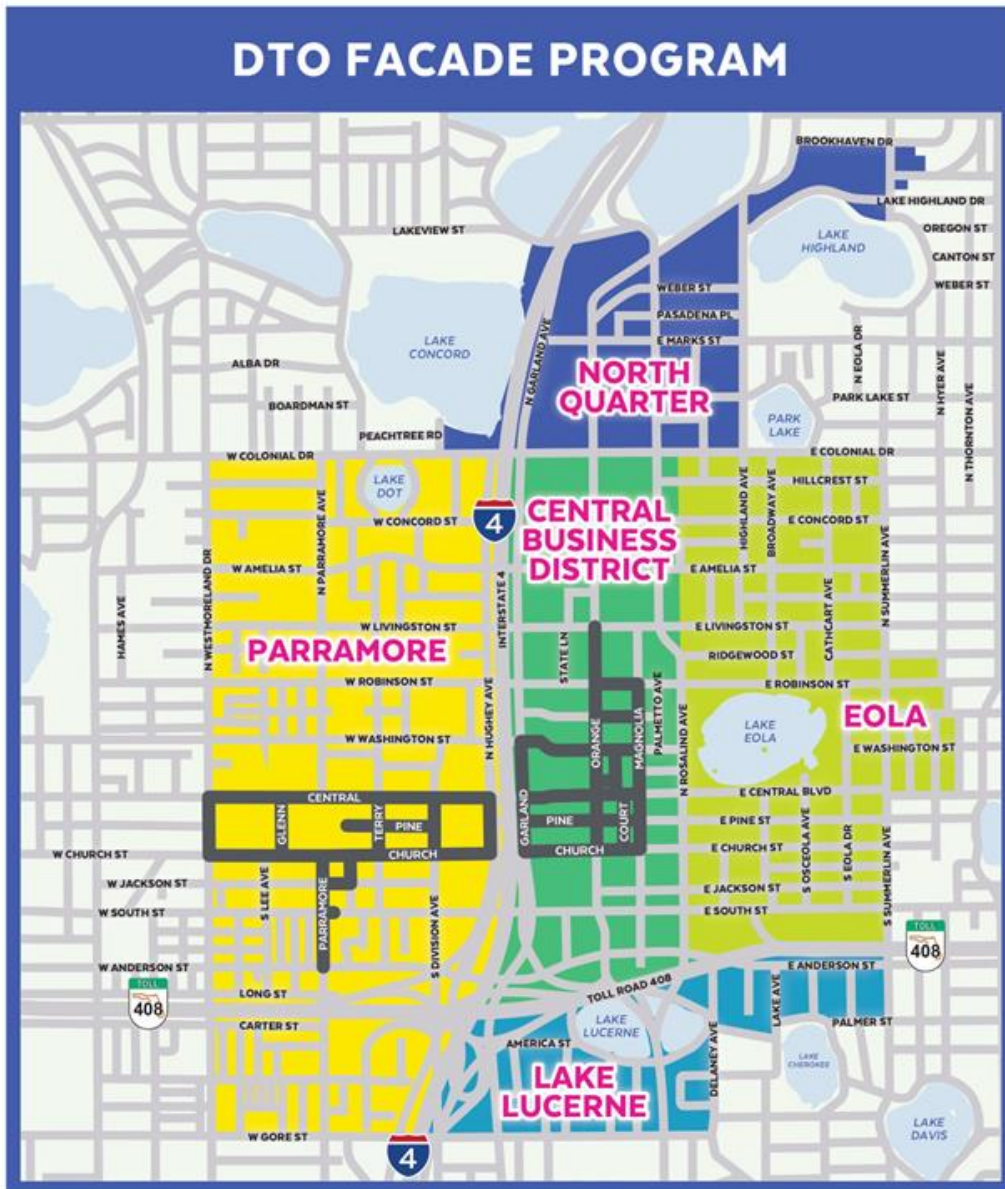 DTO FACADE PROGRAM
BROOKHAVEN DR
LAKE HIGHLAND DR
LAKEVIEW ST
LAKE
HIGHLAND
OREGON ST
CANTON ST
WEBER ST
WEBER ST
PASADENA PL
E MARKS ST
LAKE
CONCORD
N GARLAND AVE
ALBA DR
NORTH
QUARTER
N EOLA DR
N HYER AVE
N THORNTON AVE
BOARDMAN ST
PARK LAKE ST
PARK
LAKE
PEACHTREE RD
W COLONIAL DR
E COLONIAL DR
LAKE
DOT
HILLCREST ST
N PARRAMORE AVE
HIGHLAND AVE
BROADWAY AVE
W CONCORD ST
4
CENTRAL
BUSINESS
DISTRICT
E CONCORD ST
N WESTMORELAND DR
W AMELIA ST
E AMELIA ST
N SUMMERLIN AVE
HAMES AVE
INTERSTATE 4
CATHCART AVE
W LIVINGSTON ST
E LIVINGSTON ST
PARRAMORE
STATE LN
RIDGEWOOD ST
W ROBINSON ST
E ROBINSON ST
N HUGHEY AVE
ORANGE
MAGNOLIA
PALMETTO AVE
N ROSALIND AVE
LAKE
EOLA
EOLA
W WASHINGTON ST
E WASHINGTON ST
CENTRAL
E CENTRAL BLVD
GLENN
TERRY
PINE
GARLAND
PINE
COURT
E PINE ST
S OSCEOLA AVE
S EOLA DR
W CHURCH ST
CHURCH
CHURCH
E CHURCH ST
W JACKSON ST
S LEE AVE
PARRAMORE
E JACKSON ST
S SUMMERLIN AVE
W SOUTH ST
S DIVISION AVE
E SOUTH ST
TOLL
408
W ANDERSON ST
E ANDERSON ST
TOLL
408
LONG ST
TOLL ROAD 408
LAKE AVE
CARTER ST
LAKE
LUCERNE
PALMER ST
AMERICA ST
DELANEY AVE
LAKE
CHEROKEE
LAKE
LUCERNE
LAKE
DAVIS
W GORE ST
4